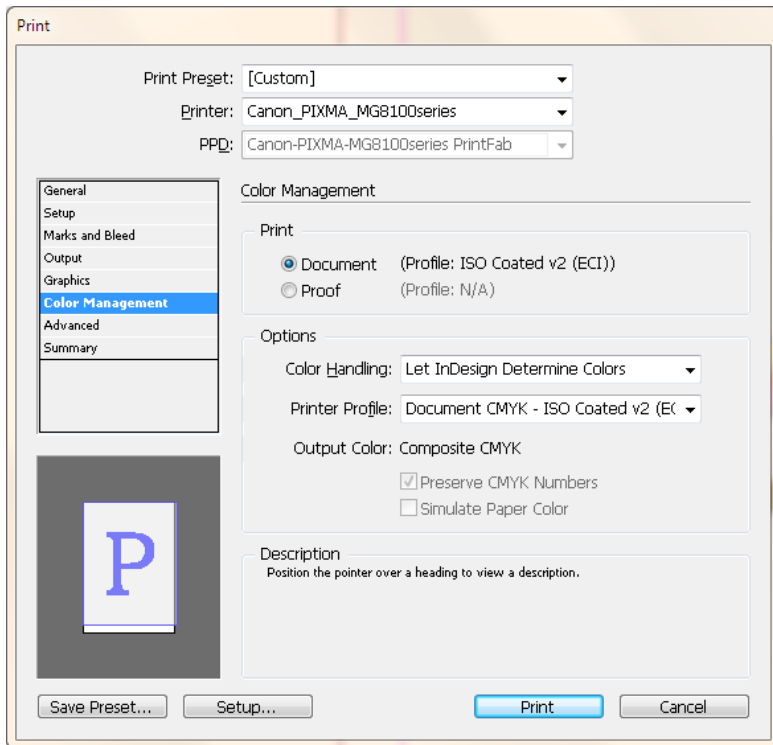 Print
Print Preset: [Custom]
Printer: Canon_PIXMA_MG8100series
PPD: Canon-PIXMA-MG8100series PrintFab
General
Setup
Marks and Bleed
Output
Graphics
Color Management
Advanced
Summary
Color Management
Print
Document (Profile: ISO Coated v2 (ECI))
Proof (Profile: N/A)
Options
Color Handling: Let InDesign Determine Colors
Printer Profile: Document CMYK - ISO Coated v2 (EC
Output Color: Composite CMYK
Preserve CMYK Numbers
Simulate Paper Color
Description
Position the pointer over a heading to view a description.
P
Save Preset... Setup... Print Cancel